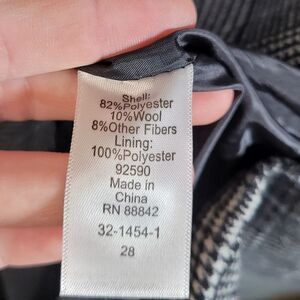 Shell:
82%Polyester
10%Wool
8%Other Fibers
Lining:
100%Polyester
92590
Made in
China
RN 88842
32-1454-1
28